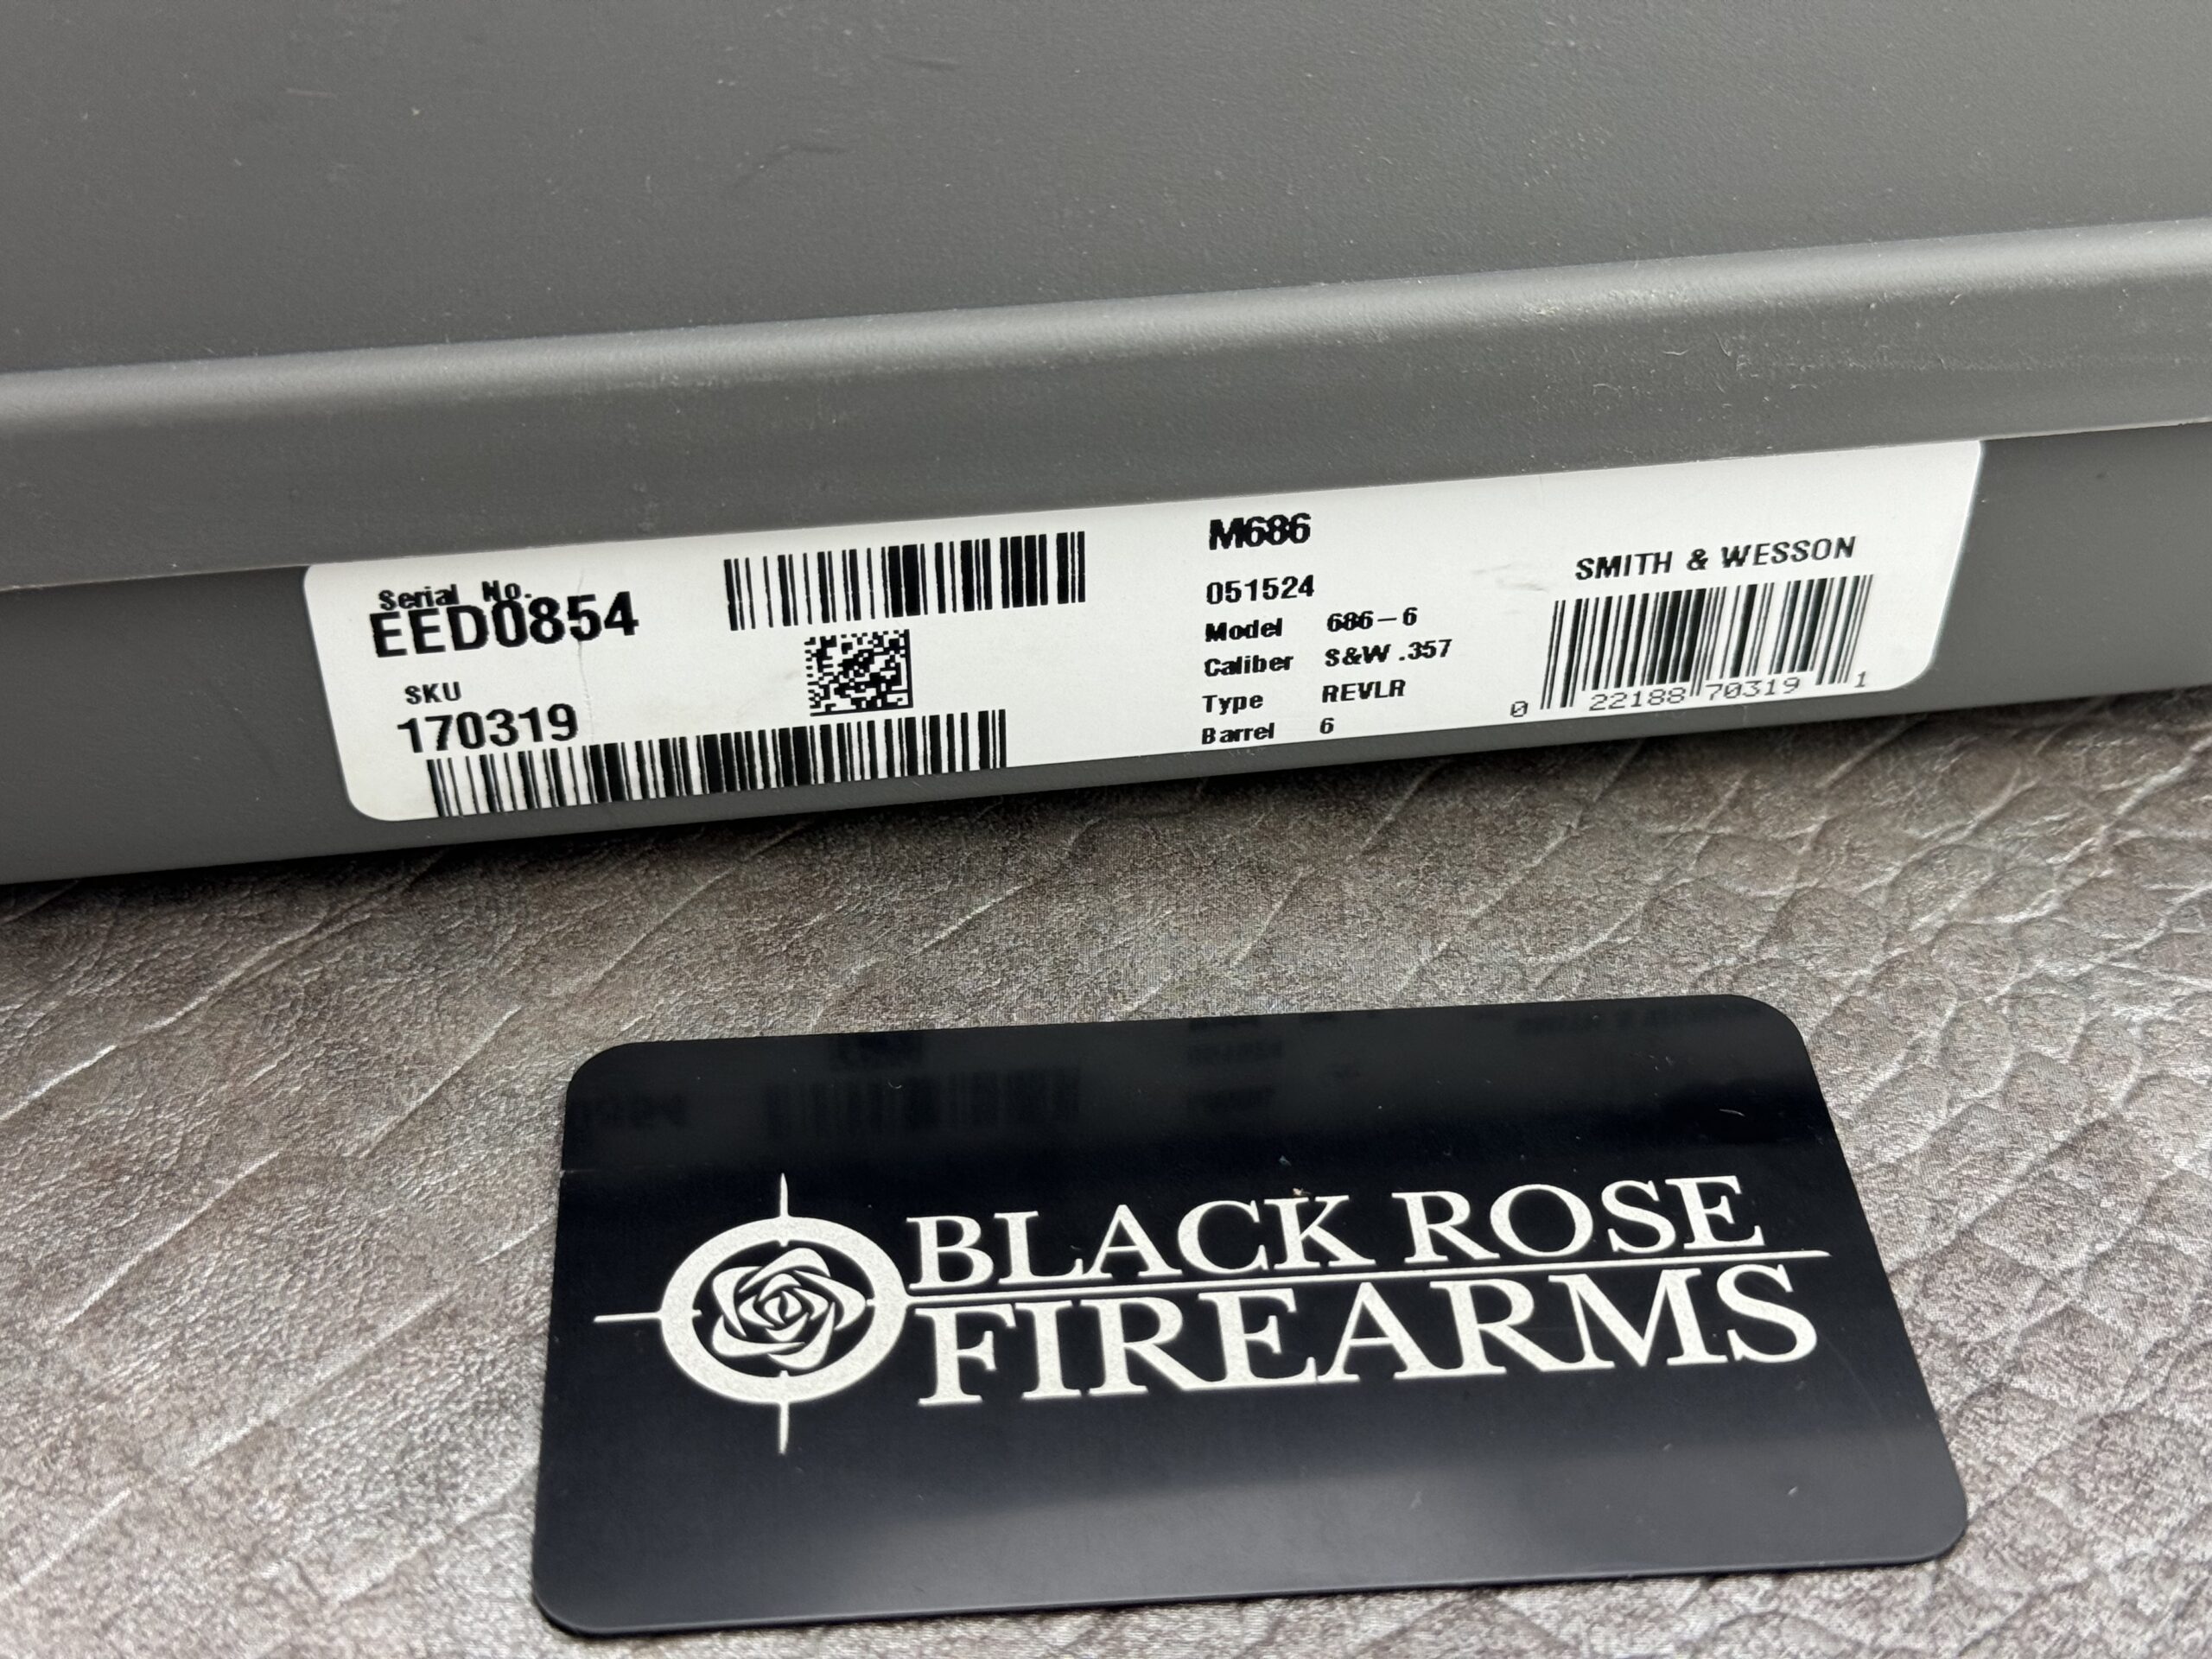 Serial No.
EED0854
SKU
170319
M686
051524
Model 686-6
Caliber S&W .357
Type REVLR
Barrel 6
SMITH & WESSON
0 22188 70319 1
BLACK ROSE
FIREARMS